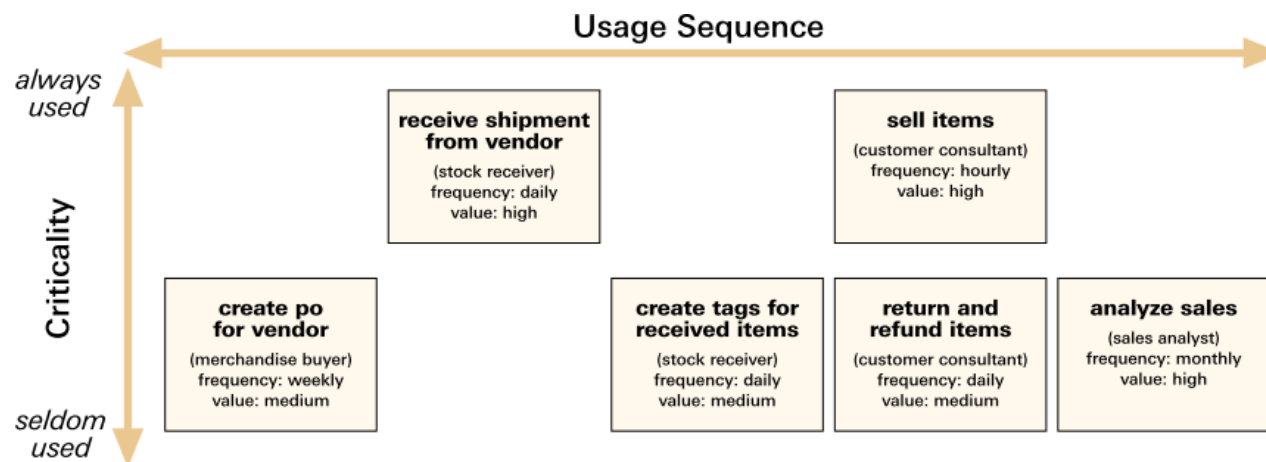 Usage Sequence
always
used
Criticality
seldom
used
receive shipment
from vendor
(stock receiver)
frequency: daily
value: high
sell items
(customer consultant)
frequency: hourly
value: high
create po
for vendor
(merchandise buyer)
frequency: weekly
value: medium
create tags for
received items
(stock receiver)
frequency: daily
value: medium
return and
refund items
(customer consultant)
frequency: daily
value: medium
analyze sales
(sales analyst)
frequency: monthly
value: high